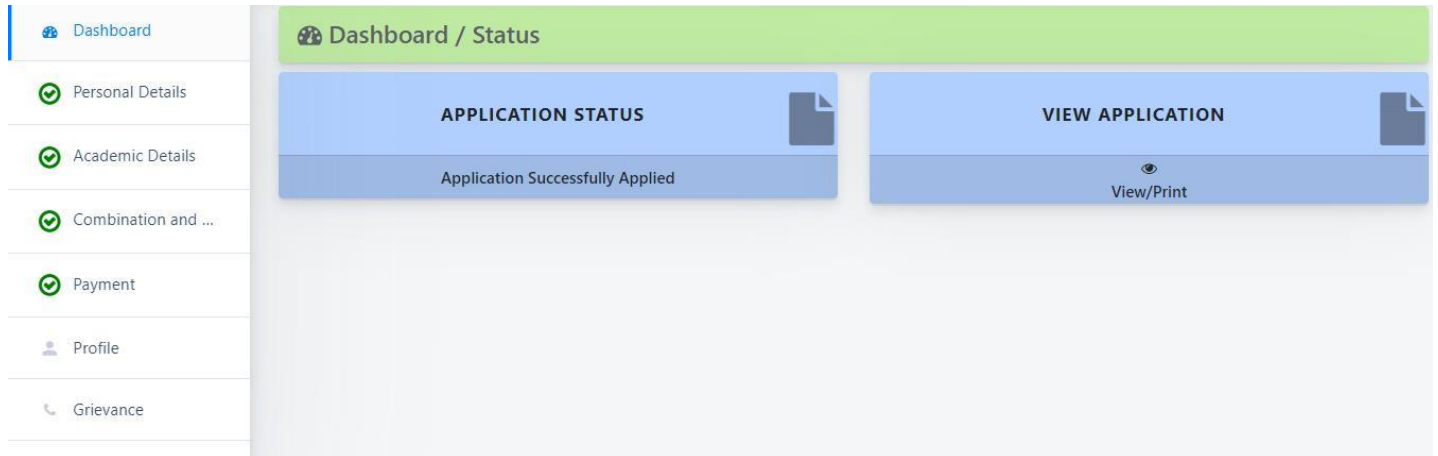 Dashboard
Personal Details
Academic Details
Combination and ...
Payment
Profile
Grievance
Dashboard / Status
APPLICATION STATUS
Application Successfully Applied
VIEW APPLICATION
View/Print